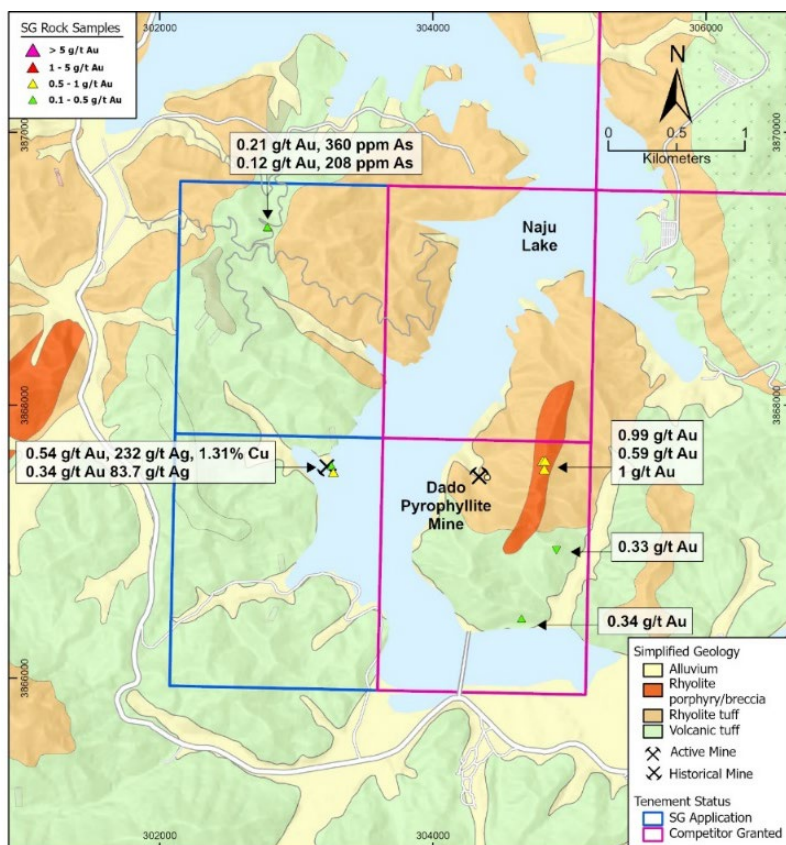 SG Rock Samples
> 5 g/t Au
1 - 5 g/t Au
0.5 - 1 g/t Au
0.1 - 0.5 g/t Au
302000
304000
306000
N
0
0.5
1
Kilometers
3870000
3870000
0.21 g/t Au, 360 ppm As
0.12 g/t Au, 208 ppm As
Naju
Lake
3868000
3868000
0.54 g/t Au, 232 g/t Ag, 1.31% Cu
0.34 g/t Au 83.7 g/t Ag
0.99 g/t Au
0.59 g/t Au
1 g/t Au
Dado
Pyrophyllite
Mine
0.33 g/t Au
0.34 g/t Au
3866000
Simplified Geology
Alluvium
Rhyolite
porphyry/breccia
Rhyolite tuff
Volcanic tuff
Active Mine
Historical Mine
Tenement Status
SG Application
Competitor Granted
302000
304000